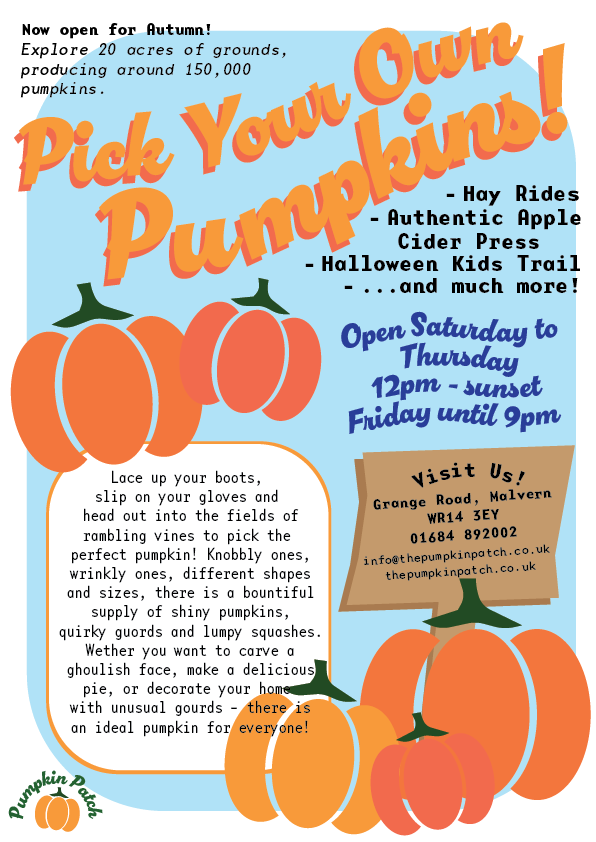 Now open for Autumn!
Explore 20 acres of grounds,
producing around 150,000
pumpkins.
Pick Your Own
Pumpkins!
- Hay Rides
- Authentic Apple
Cider Press
- Halloween Kids Trail
- ...and much more!
Open Saturday to
Thursday
12pm - sunset
Friday until 9pm
Lace up your boots,
slip on your gloves and
head out into the fields of
rambling vines to pick the
perfect pumpkin! Knobbly ones,
wrinkly ones, different shapes
and sizes, there is a bountiful
supply of shiny pumpkins,
quirky guords and lumpy squashes.
Wether you want to carve a
ghoulish face, make a delicious
pie, or decorate your home
with unusual gourds - there is
an ideal pumpkin for everyone!
Visit Us!
Grange Road, Malvern
WR14 3EY
01684 892002
info@thepumpkinpatch.co.uk
thepumpkinpatch.co.uk
Pumpkin Patch